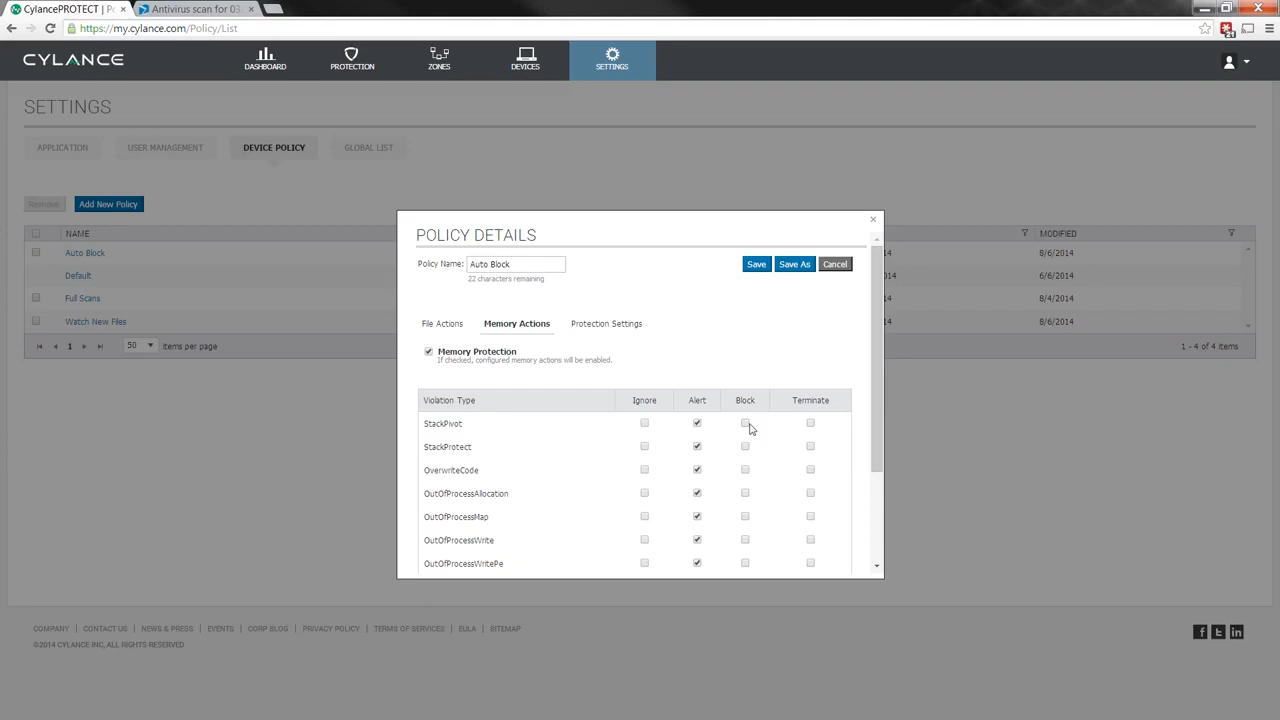 CylancePROTECT | Po
Antivirus scan for 03
https://my.cylance.com/Policy/List
21
CYLANCE
DASHBOARD
PROTECTION
ZONES
DEVICES
SETTINGS
SETTINGS
APPLICATION
USER MANAGEMENT
DEVICE POLICY
GLOBAL LIST
Remove
Add New Policy
NAME
MODIFIED
Auto Block
14
8/6/2014
Default
14
6/6/2014
Full Scans
14
8/4/2014
Watch New Files
14
8/6/2014
1
50
items per page
1 - 4 of 4 items
POLICY DETAILS
Policy Name:
Auto Block
22 characters remaining
Save
Save As
Cancel
File Actions
Memory Actions
Protection Settings
Memory Protection
If checked, configured memory actions will be enabled.
Violation Type
Ignore
Alert
Block
Terminate
StackPivot
StackProtect
OverwriteCode
OutOfProcessAllocation
OutOfProcessMap
OutOfProcessWrite
OutOfProcessWritePe
COMPANY | CONTACT US | NEWS & PRESS | EVENTS | CORP BLOG | PRIVACY POLICY | TERMS OF SERVICES | EULA | SITEMAP
©2014 CYLANCE INC, ALL RIGHTS RESERVED